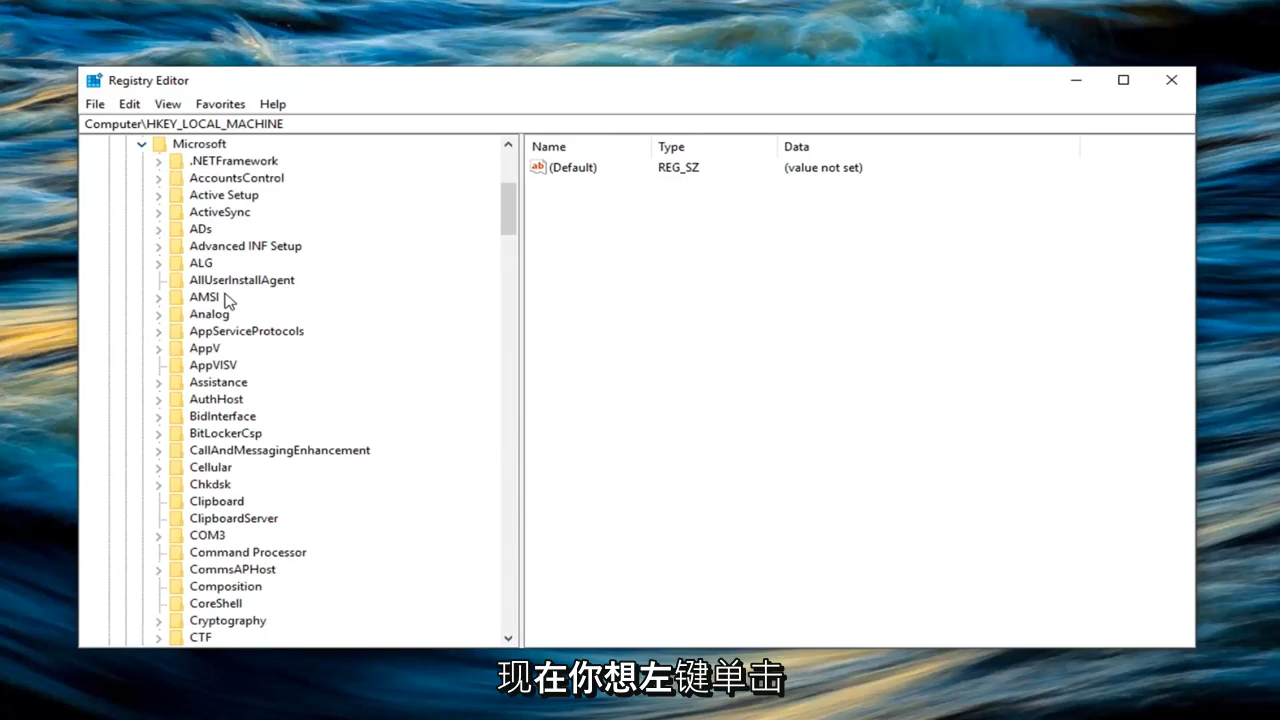 Registry Editor
File Edit View Favorites Help
Computer\HKEY_LOCAL_MACHINE
Microsoft
.NETFramework
AccountsControl
Active Setup
ActiveSync
ADs
Advanced INF Setup
ALG
AllUserInstallAgent
AMSI
Analog
AppServiceProtocols
AppV
AppVISV
Assistance
AuthHost
BidInterface
BitLockerCsp
CallAndMessagingEnhancement
Cellular
Chkdsk
Clipboard
ClipboardServer
COM3
Command Processor
CommsAPHost
Composition
CoreShell
Cryptography
CTF
Name Type Data
ab (Default) REG_SZ (value not set)
现在你想左键单击